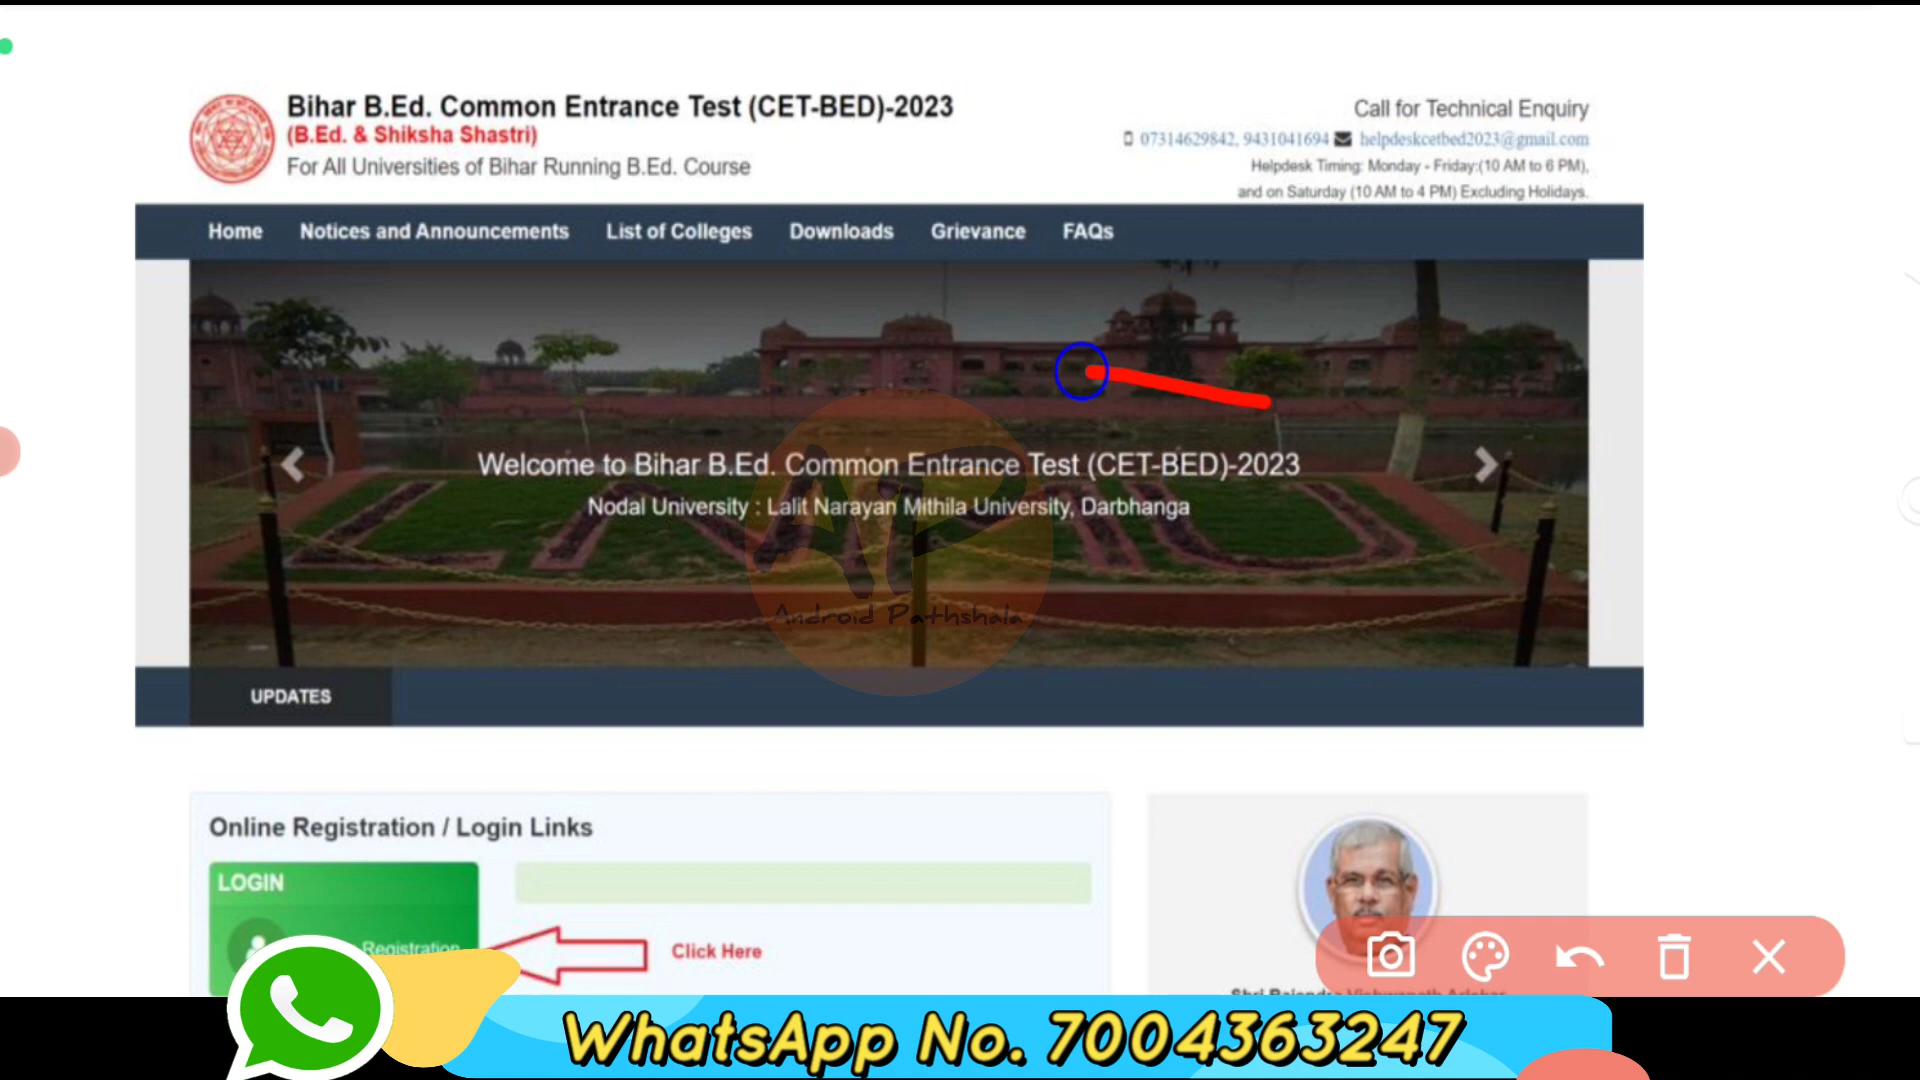 Bihar B.Ed. Common Entrance Test (CET-BED)-2023
(B.Ed. & Shiksha Shastri)
For All Universities of Bihar Running B.Ed. Course
Call for Technical Enquiry
07314629842, 9431041694 helpdeskcetbed2023@gmail.com
Helpdesk Timing: Monday - Friday:(10 AM to 6 PM),
and on Saturday (10 AM to 4 PM) Excluding Holidays.
Home Notices and Announcements List of Colleges Downloads Grievance FAQs
Welcome to Bihar B.Ed. Common Entrance Test (CET-BED)-2023
Nodal University : Lalit Narayan Mithila University, Darbhanga
LNMU
AP
Android Pathshala
UPDATES
Online Registration / Login Links
LOGIN
Registration
Click Here
WhatsApp No. 7004363247